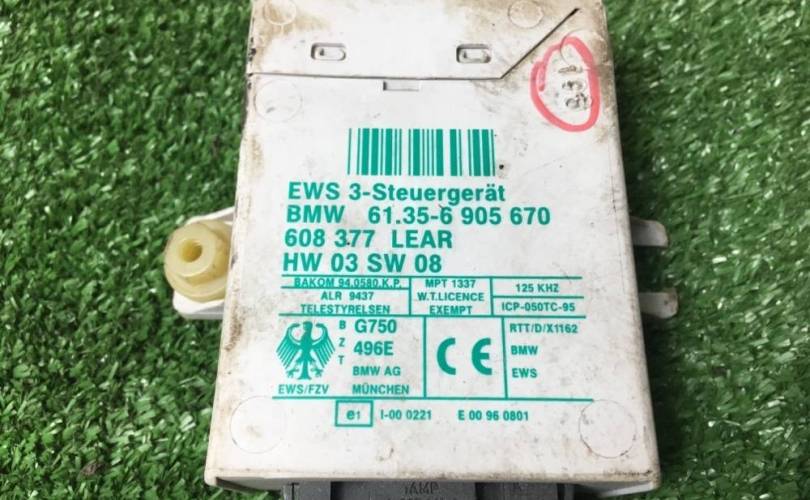 EWS 3-Steuergerät
BMW 61.35-6 905 670
608 377 LEAR
HW 03 SW 08
BAKOM 94.0580.K.P. MPT 1337 125 KHZ
ALR 9437 W.T.LICENCE
TELESTYRELSEN EXEMPT ICP-050TC-95
B G750 RTT/D/X1162
Z 496E BMW
T BMW AG EWS
EWS/FZV MÜNCHEN
CE
e1 I-00 0221 E 00 96 0801
AMP